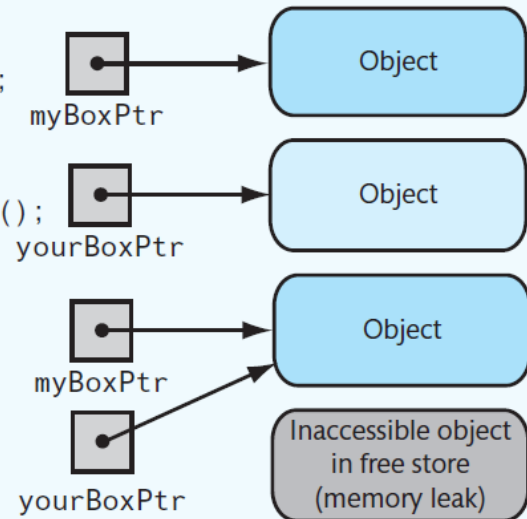 ;
Object
myBoxPtr
();
Object
yourBoxPtr
Object
myBoxPtr
Inaccessible object
in free store
(memory leak)
yourBoxPtr